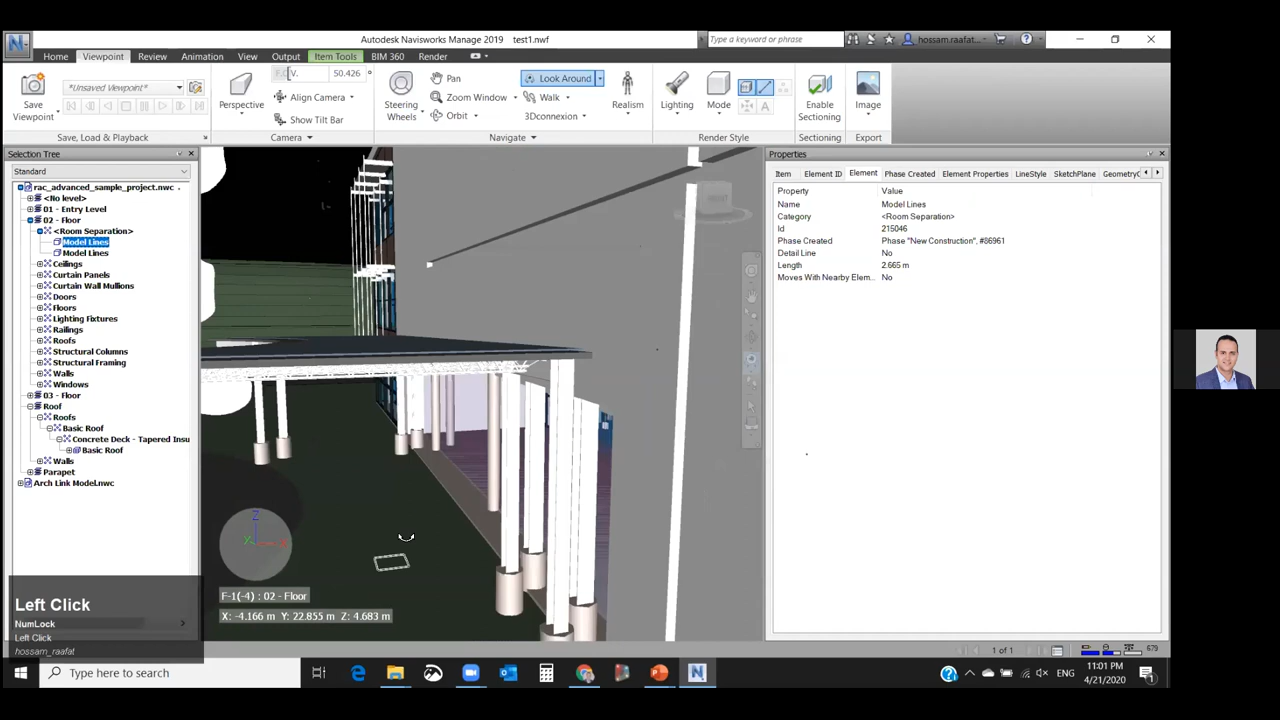 Autodesk Navisworks Manage 2019 test1.nwf
Type a keyword or phrase
hossam.raafat...
Home Viewpoint Review Animation View Output Item Tools BIM 360 Render
Save Viewpoint
*Unsaved Viewpoint*
Save, Load & Playback
Perspective
F.O.V. 50.426 °
Align Camera
Show Tilt Bar
Camera
Steering Wheels
Pan
Zoom Window
Orbit
Look Around
Walk
3Dconnexion
Navigate
Realism
Lighting
Mode
Render Style
Enable Sectioning
Sectioning
Image
Export
Selection Tree
Standard
rac_advanced_sample_project.nwc
<No level>
01 - Entry Level
02 - Floor
<Room Separation>
Model Lines
Model Lines
Ceilings
Curtain Panels
Curtain Wall Mullions
Doors
Floors
Lighting Fixtures
Railings
Roofs
Structural Columns
Structural Framing
Walls
Windows
03 - Floor
Roof
Roofs
Basic Roof
Concrete Deck - Tapered Insu
Basic Roof
Walls
Parapet
Arch Link Model.nwc
Z
Y
F-1(-4) : 02 - Floor
X: -4.166 m Y: 22.855 m Z: 4.683 m
Properties
Item Element ID Element Phase Created Element Properties LineStyle SketchPlane GeometryC
Property Value
Name Model Lines
Category <Room Separation>
Id 215046
Phase Created Phase "New Construction", #86961
Detail Line No
Length 2.665 m
Moves With Nearby Elem... No
Left Click
NumLock
Left Click
hossam_raafat
1 of 1
679
Type here to search
ENG
11:01 PM
4/21/2020
1